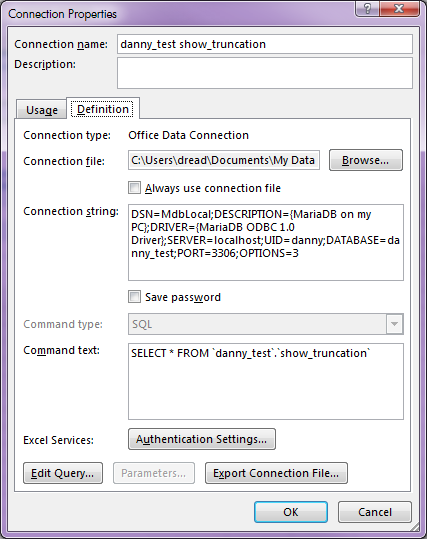 Connection Properties
Connection name: danny_test show_truncation
Description:
Usage Definition
Connection type: Office Data Connection
Connection file: C:\Users\dread\Documents\My Data Browse...
Always use connection file
Connection string: DSN=MdbLocal;DESCRIPTION={MariaDB on my
PC};DRIVER={MariaDB ODBC 1.0
Driver};SERVER=localhost;UID=danny;DATABASE=da
nny_test;PORT=3306;OPTIONS=3
Save password
Command type: SQL
Command text: SELECT * FROM `danny_test`.`show_truncation`
Excel Services: Authentication Settings...
Edit Query... Parameters... Export Connection File...
OK Cancel